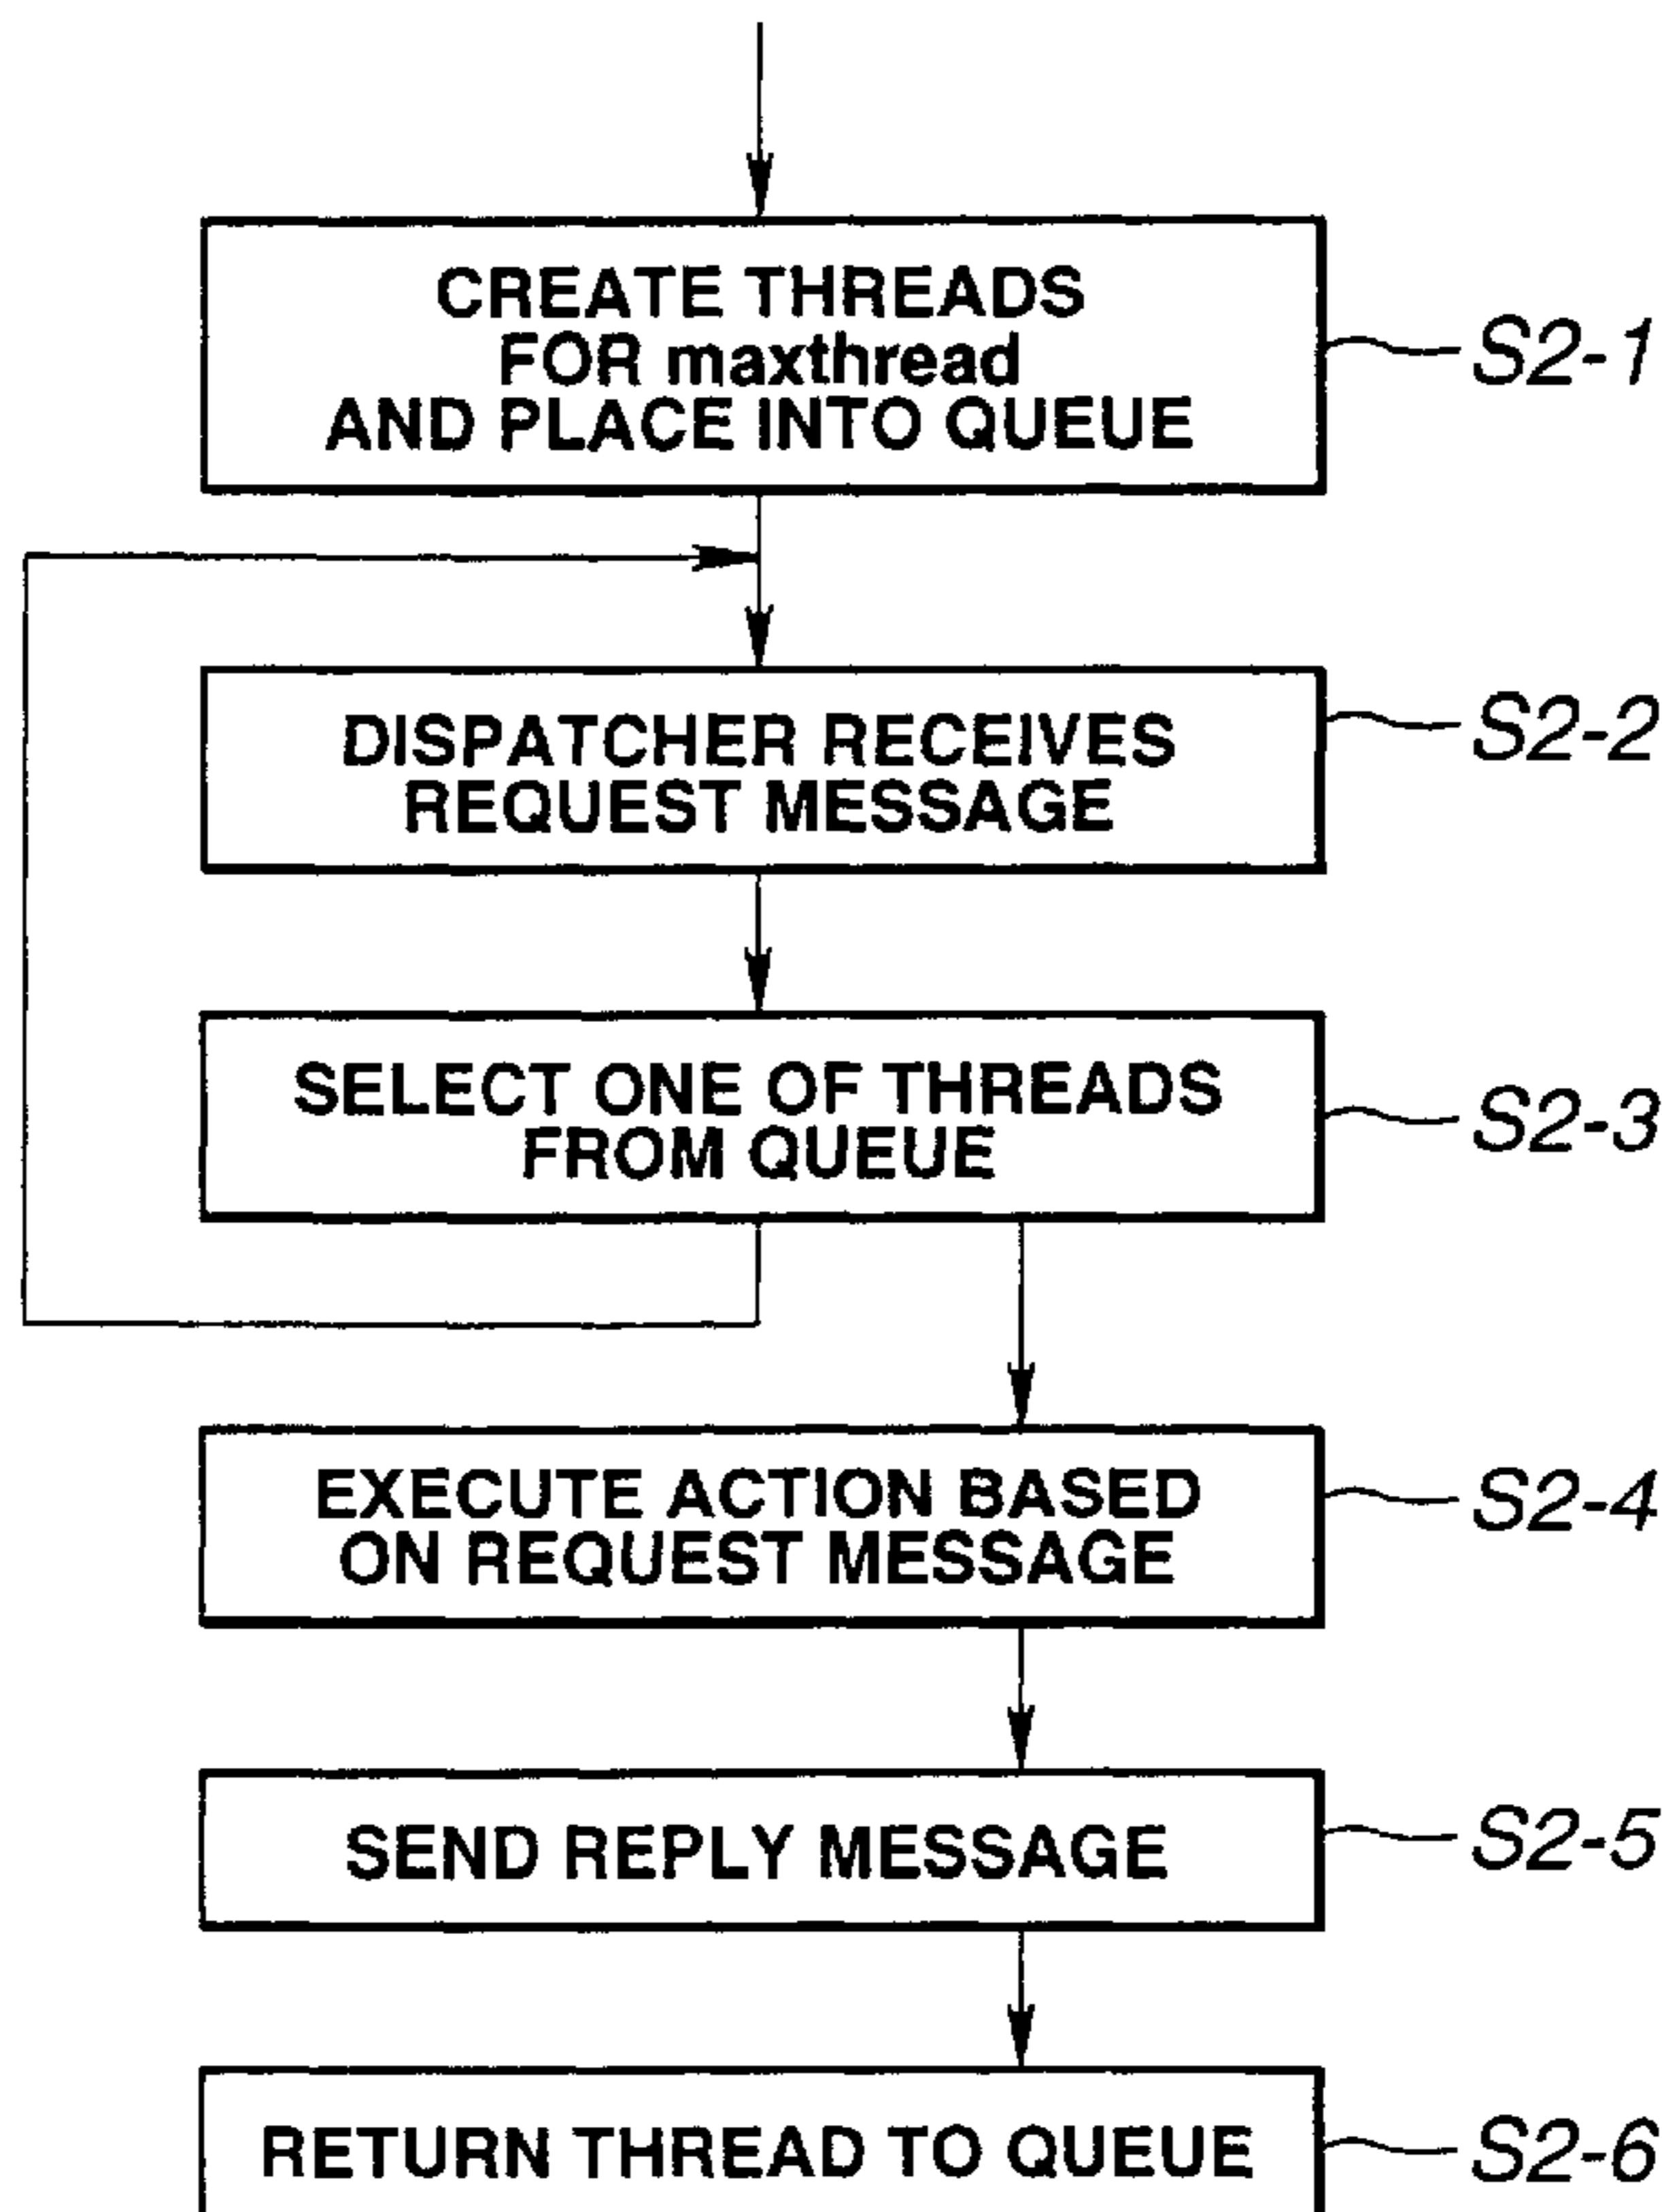 CREATE THREADS
FOR maxthread
AND PLACE INTO QUEUE
S2-1
DISPATCHER RECEIVES
REQUEST MESSAGE
S2-2
SELECT ONE OF THREADS
FROM QUEUE
S2-3
EXECUTE ACTION BASED
ON REQUEST MESSAGE
S2-4
SEND REPLY MESSAGE
S2-5
RETURN THREAD TO QUEUE
S2-6